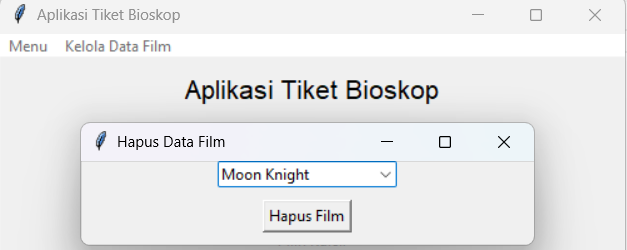 Aplikasi Tiket Bioskop
Menu Kelola Data Film
Aplikasi Tiket Bioskop
Hapus Data Film
Moon Knight
Hapus Film